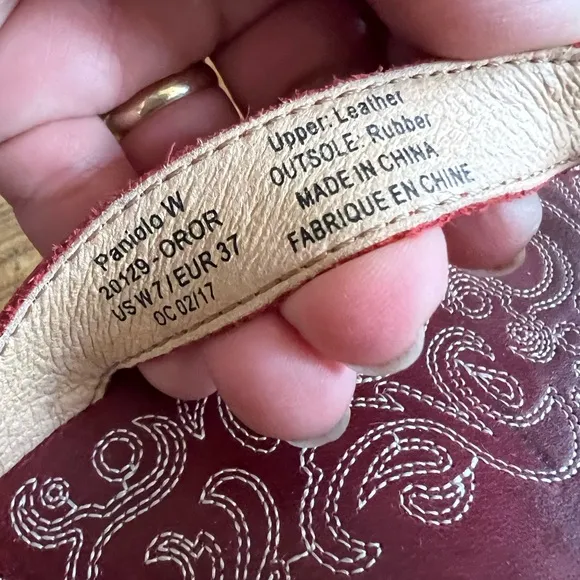 Paniolo W
20129 - OROR
US W 7 / EUR 37
OC 02/17
Upper: Leather
OUTSOLE: Rubber
MADE IN CHINA
FABRIQUE EN CHINE